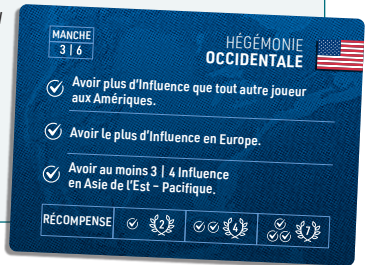 MANCHE
3 | 6
HÉGÉMONIE
OCCIDENTALE
Avoir plus d'Influence que tout autre joueur
aux Amériques.
Avoir le plus d'Influence en Europe.
Avoir au moins 3 | 4 Influence
en Asie de l'Est – Pacifique.
RÉCOMPENSE 2 4 7